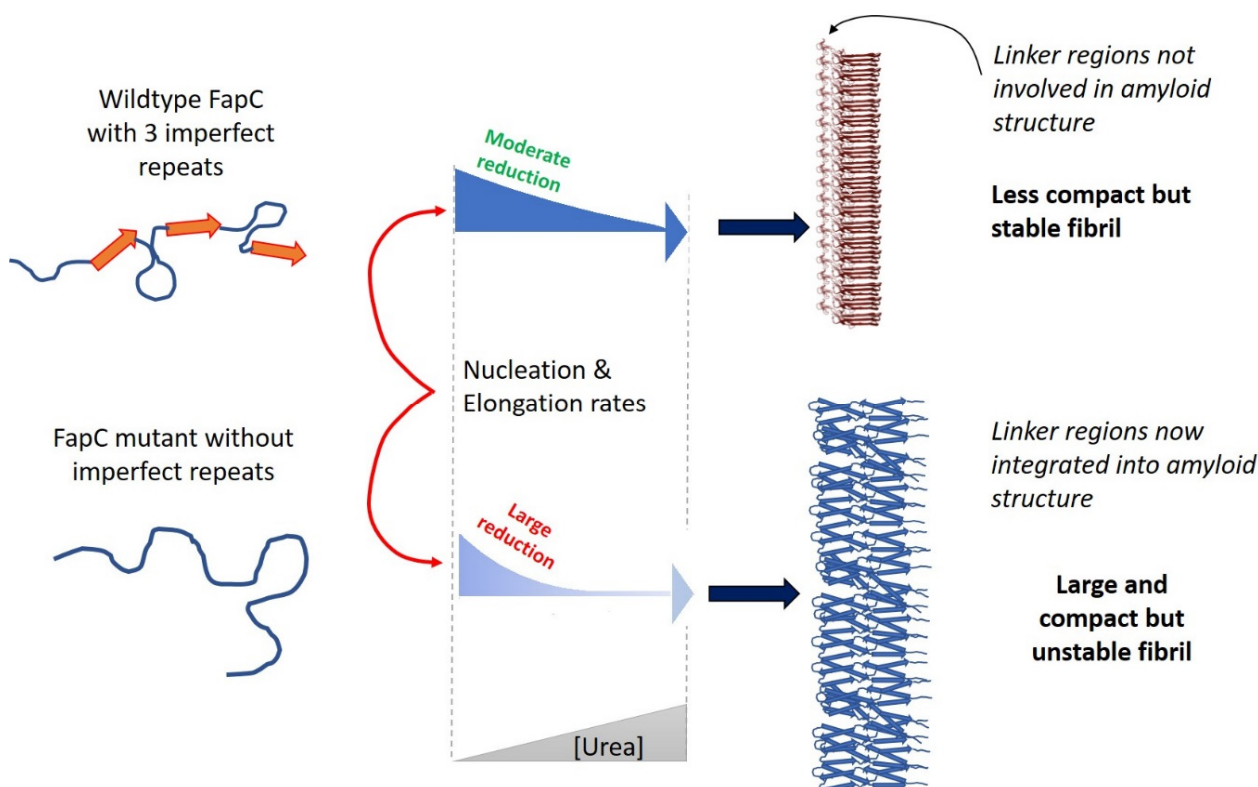 Wildtype FapC
with 3 imperfect
repeats
Moderate
reduction
Linker regions not
involved in amyloid
structure
Less compact but
stable fibril
Nucleation &
Elongation rates
FapC mutant without
imperfect repeats
Large
reduction
Linker regions now
integrated into amyloid
structure
Large and
compact but
unstable fibril
[Urea]